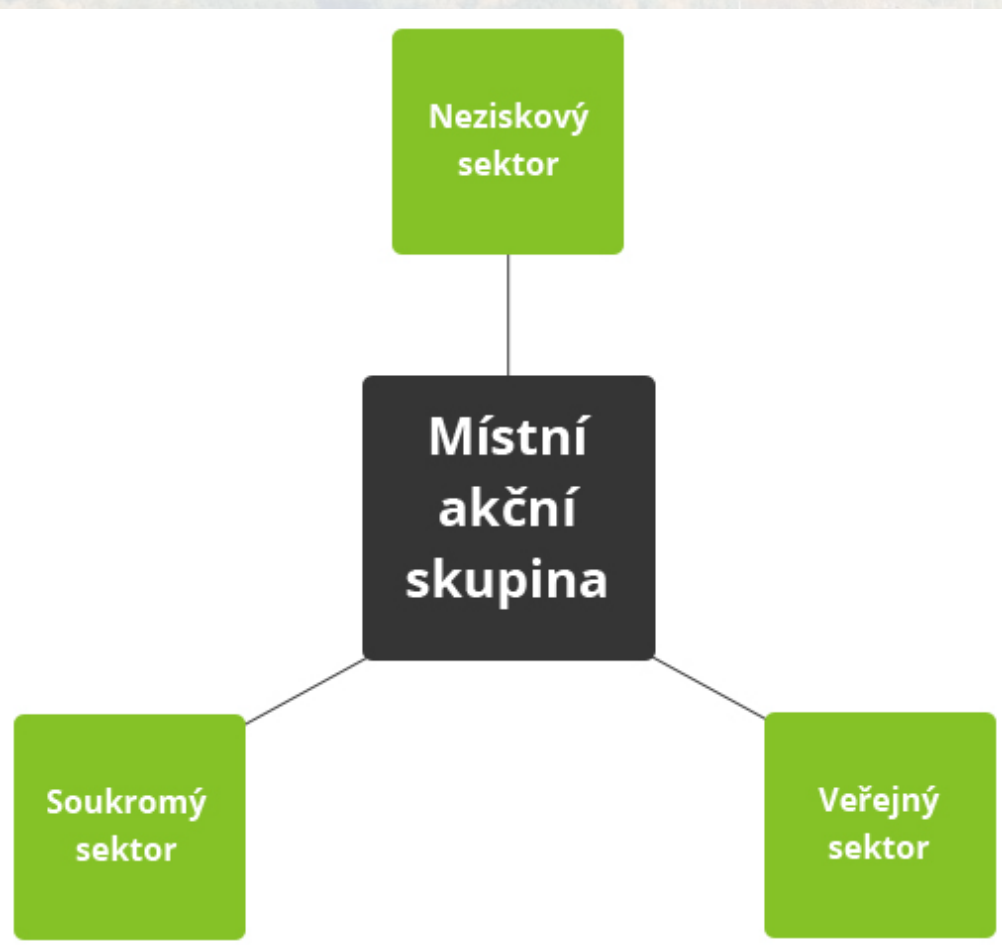 Neziskový
sektor
Místní
akční
skupina
Soukromý
sektor
Veřejný
sektor